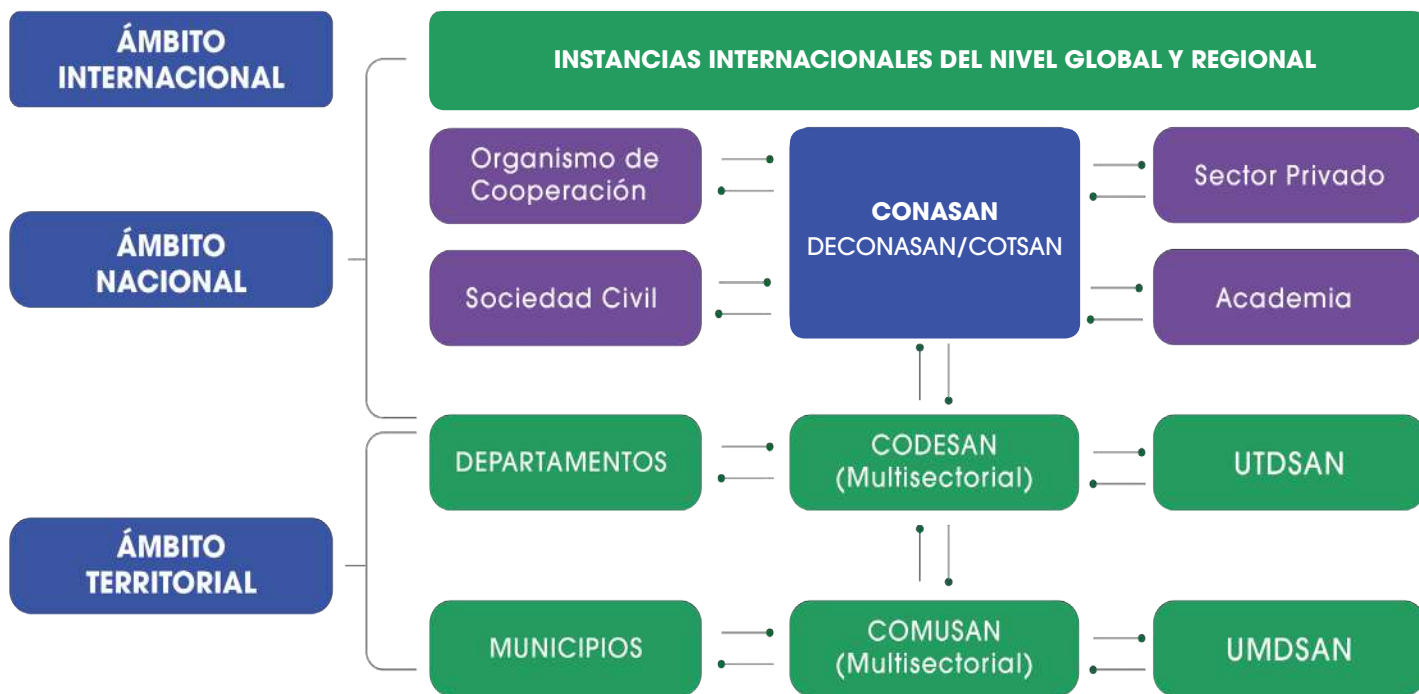 ÁMBITO
INTERNACIONAL
INSTANCIAS INTERNACIONALES DEL NIVEL GLOBAL Y REGIONAL
ÁMBITO
NACIONAL
Organismo de
Cooperación
CONASAN
DECONASAN/COTSAN
Sector Privado
Sociedad Civil
Academia
ÁMBITO
TERRITORIAL
DEPARTAMENTOS
CODESAN
(Multisectorial)
UTDSAN
MUNICIPIOS
COMUSAN
(Multisectorial)
UMDSAN